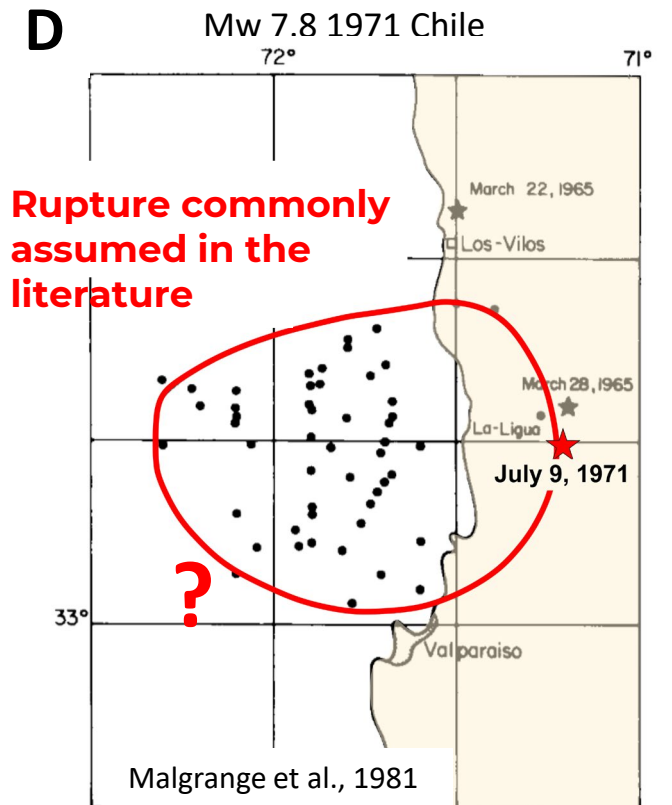 D
Mw 7.8 1971 Chile
72°
71°
Rupture commonly
assumed in the
literature
March 22, 1965
Los-Vilos
March 28, 1965
La-Ligua
July 9, 1971
?
33°
Valparaiso
Malgrange et al., 1981